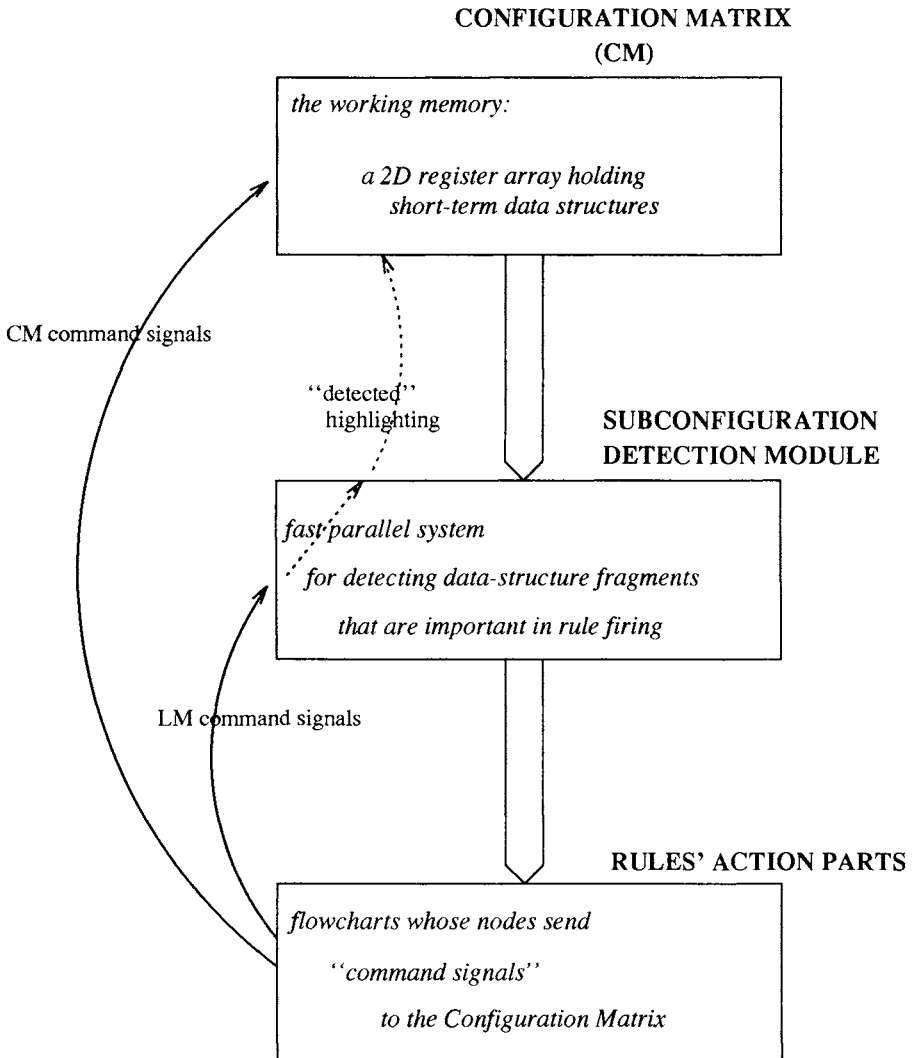 CONFIGURATION MATRIX
(CM)
the working memory:
a 2D register array holding
short-term data structures
CM command signals
‘‘detected’’
highlighting
SUBCONFIGURATION
DETECTION MODULE
fast parallel system
for detecting data-structure fragments
that are important in rule firing
LM command signals
RULES’ ACTION PARTS
flowcharts whose nodes send
‘‘command signals’’
to the Configuration Matrix